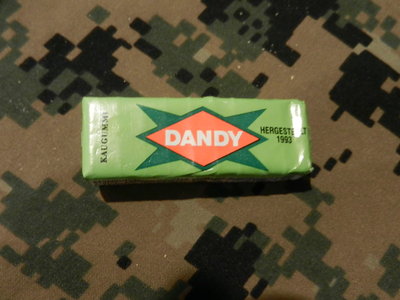 KAUGUMMI
DANDY
HERGESTELLT
1993